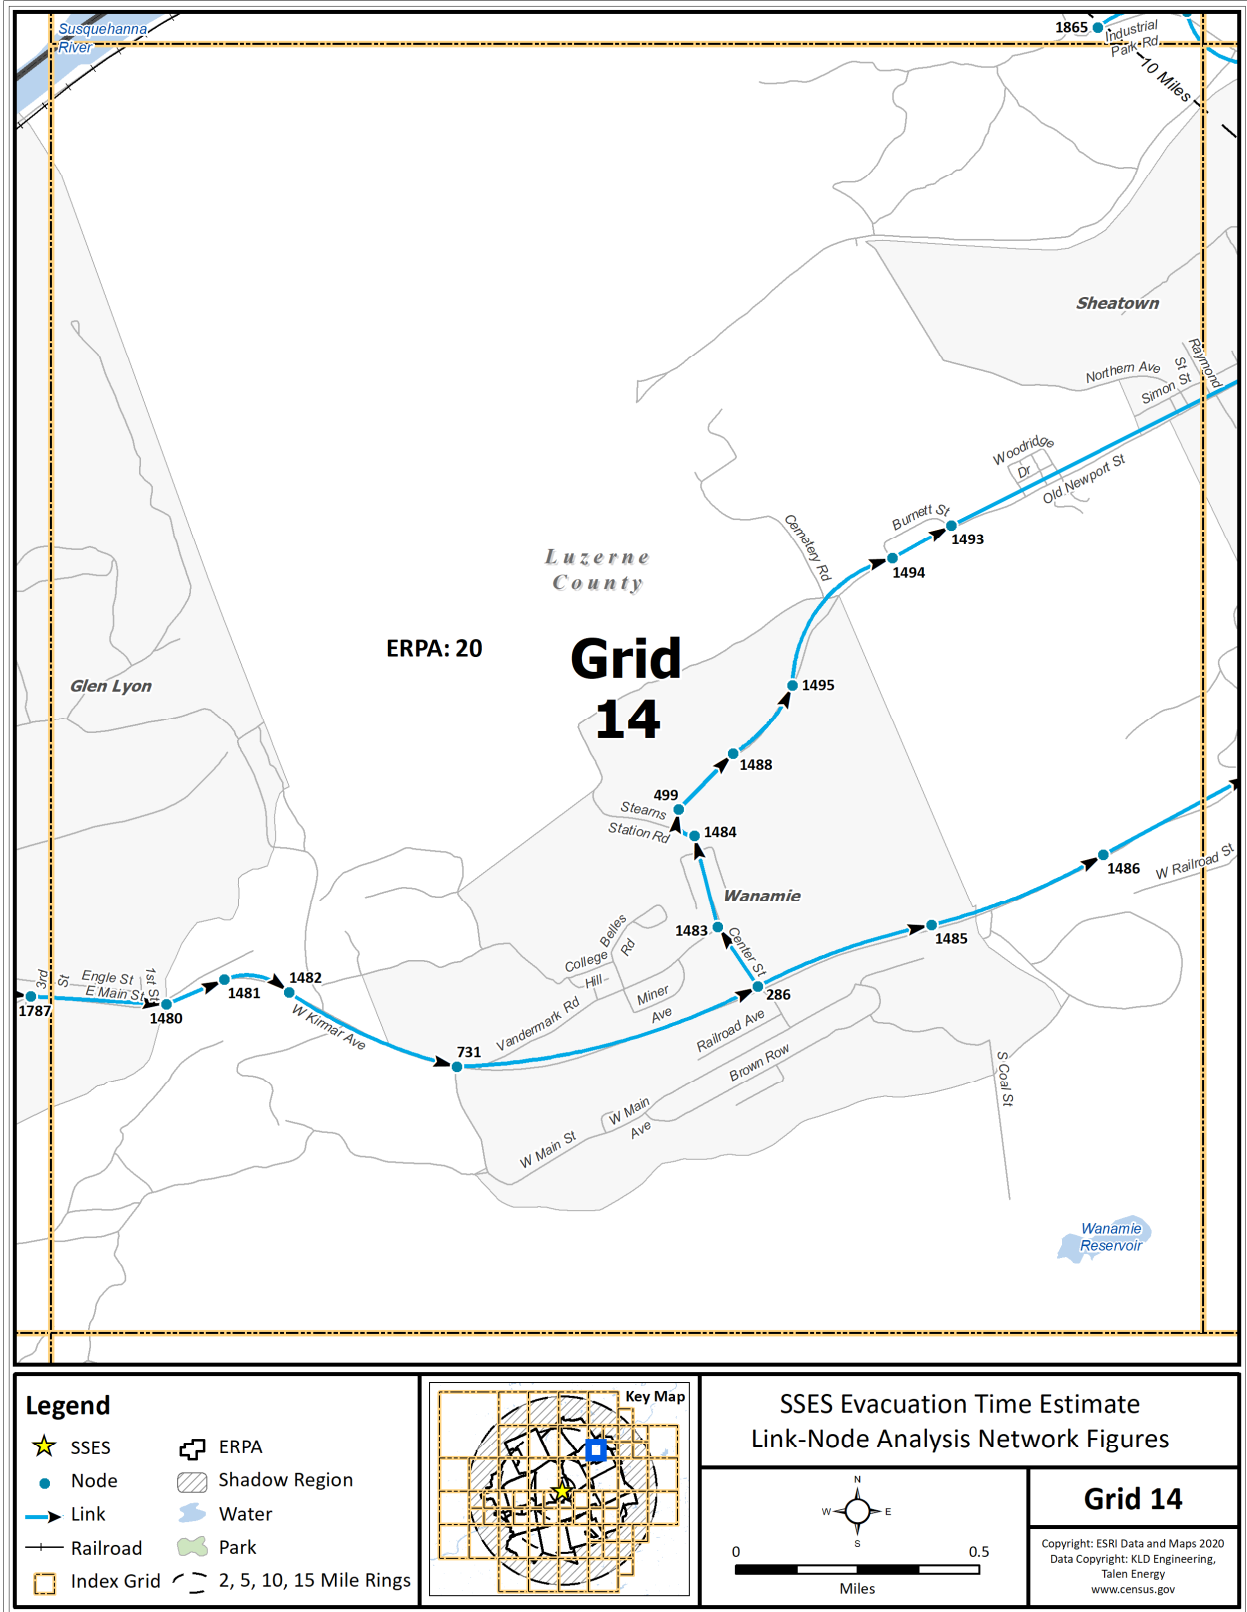 Susquehanna
River
1865
Industrial
Park Rd
10 Miles
Sheatown
Northern Ave
Simon St
St
Raymond
Woodridge
Dr
Old Newport St
Burnett St
1493
1494
Cemetery Rd
Luzerne
County
ERPA: 20
Grid
14
Glen Lyon
1495
1488
499
Stearns
Station Rd
1484
1486
W Railroad St
Wanamie
1483
Center St
1485
Belles
Rd
College
Hill
Miner
Ave
286
3rd
St
Engle St
E Main St
1st St
1787
1480
1481
1482
W Kirmar Ave
731
Vandermark Rd
Railroad Ave
Brown Row
W Main
Ave
W Main St
S Coal St
Wanamie
Reservoir
Legend
SSES
Node
Link
Railroad
Index Grid
ERPA
Shadow Region
Water
Park
2, 5, 10, 15 Mile Rings
Key Map
SSES Evacuation Time Estimate
Link-Node Analysis Network Figures
N
W
E
S
0
0.5
Miles
Grid 14
Copyright: ESRI Data and Maps 2020
Data Copyright: KLD Engineering,
Talen Energy
www.census.gov